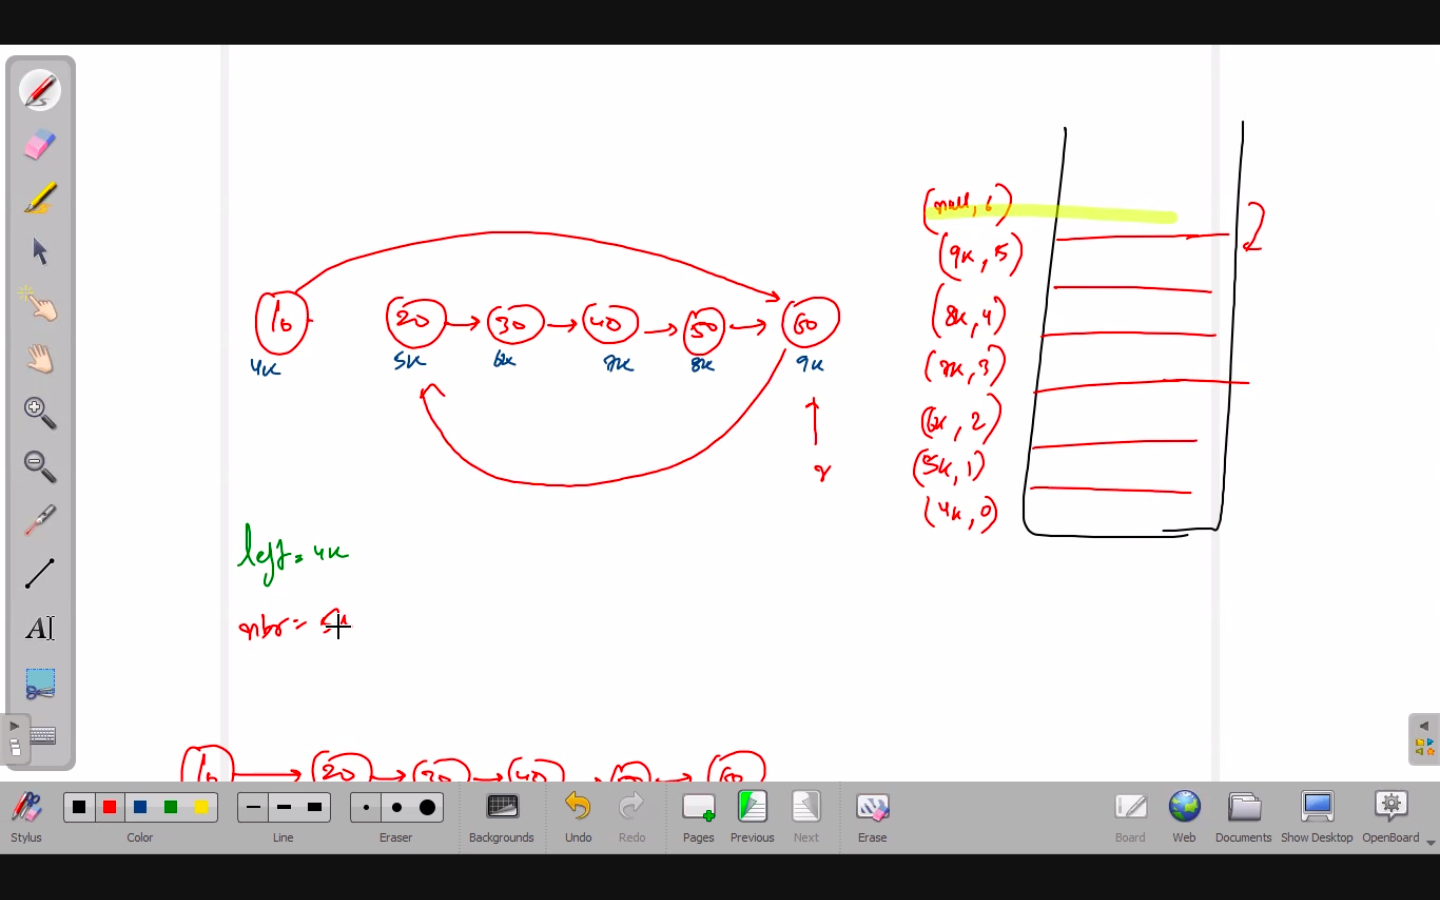 (null, 6)
(9k, 5)
(8k, 4)
(7k, 3)
(6k, 2)
(5k, 1)
(4k, 0)
10 20 30 40 50 60
4k 5k 6k 7k 8k 9k
r
left = 4k
nbr = 5k
10 20 30 40 50 60
Stylus Color Line Eraser Backgrounds Undo Redo Pages Previous Next Erase Board Web Documents Show Desktop OpenBoard